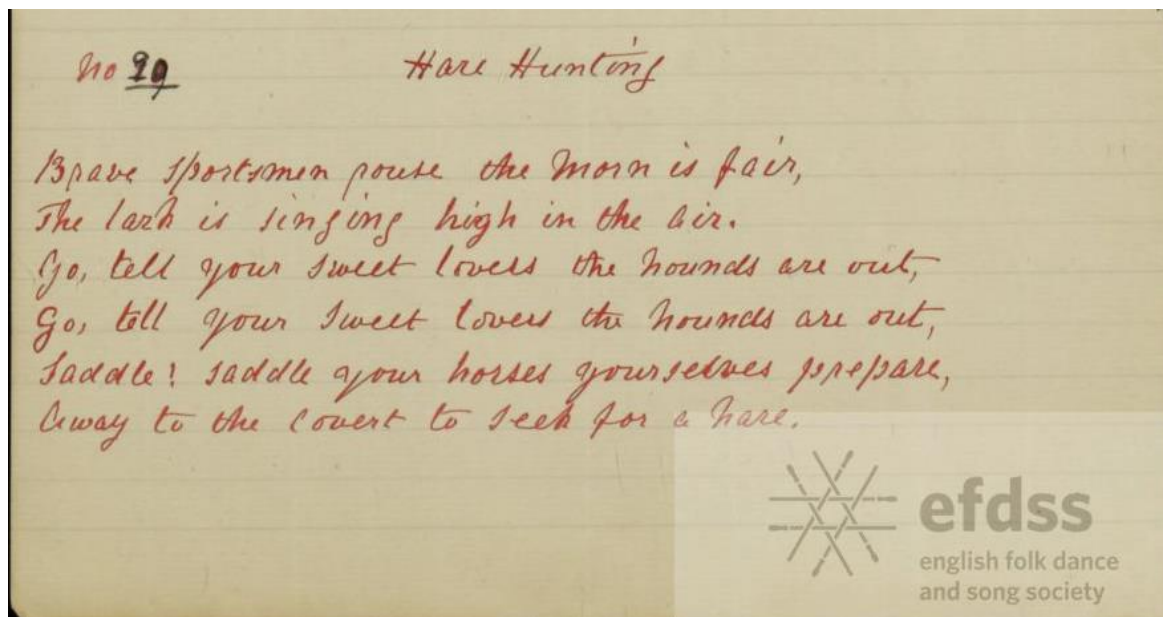 No 29 Hare Hunting
Brave sportsmen rouse the morn is fair,
The lark is singing high in the air.
Go, tell your sweet lovers the hounds are out,
Go, tell your sweet lovers the hounds are out,
Saddle! saddle your horses yourselves prepare,
Away to the covert to seek for a hare.
efdss
english folk dance
and song society